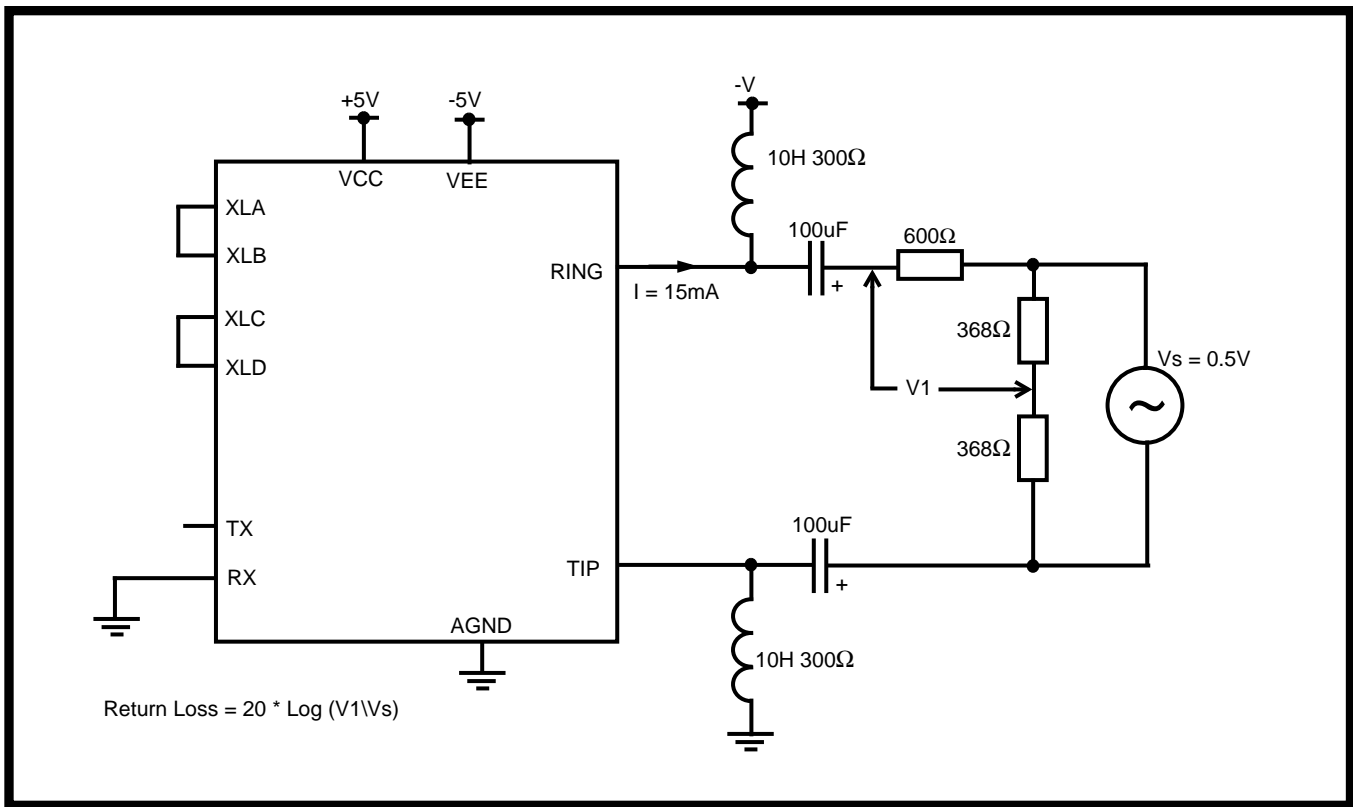 +5V
-5V
-V
VCC
VEE
10H 300Ω
XLA
XLB
100uF
600Ω
RING
+
I = 15mA
XLC
368Ω
XLD
Vs = 0.5V
V1
368Ω
TX
100uF
TIP
RX
+
AGND
10H 300Ω
Return Loss = 20 * Log (V1\Vs)